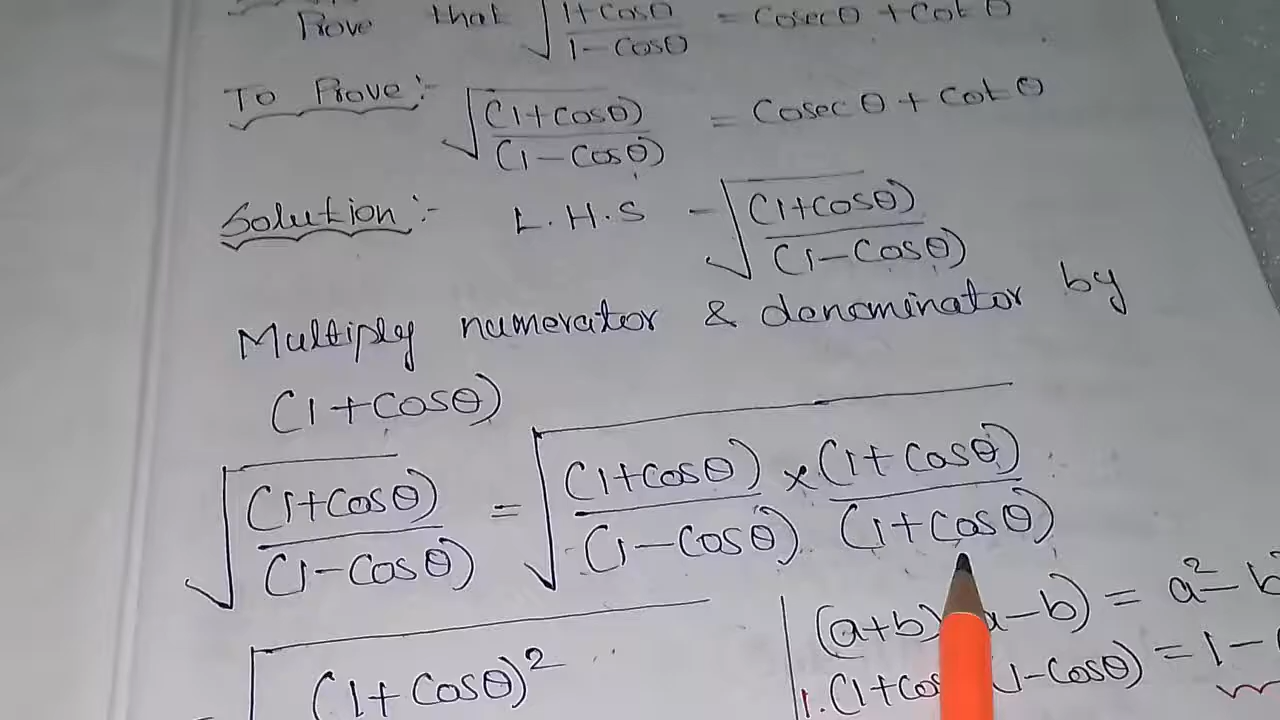 Prove that √(1+cosθ / 1-cosθ) = cosecθ + cotθ
To Prove:- √((1+cosθ) / (1-cosθ)) = cosecθ + cotθ
Solution:- L.H.S - √((1+cosθ) / (1-cosθ))
Multiply numerator & denominator by
(1+cosθ)
√((1+cosθ) / (1-cosθ)) = √((1+cosθ) / (1-cosθ) × (1+cosθ) / (1+cosθ))
(a+b) -b) = a²-b
(1+cosθ)²
1. (1+cos 1-cosθ) = 1-